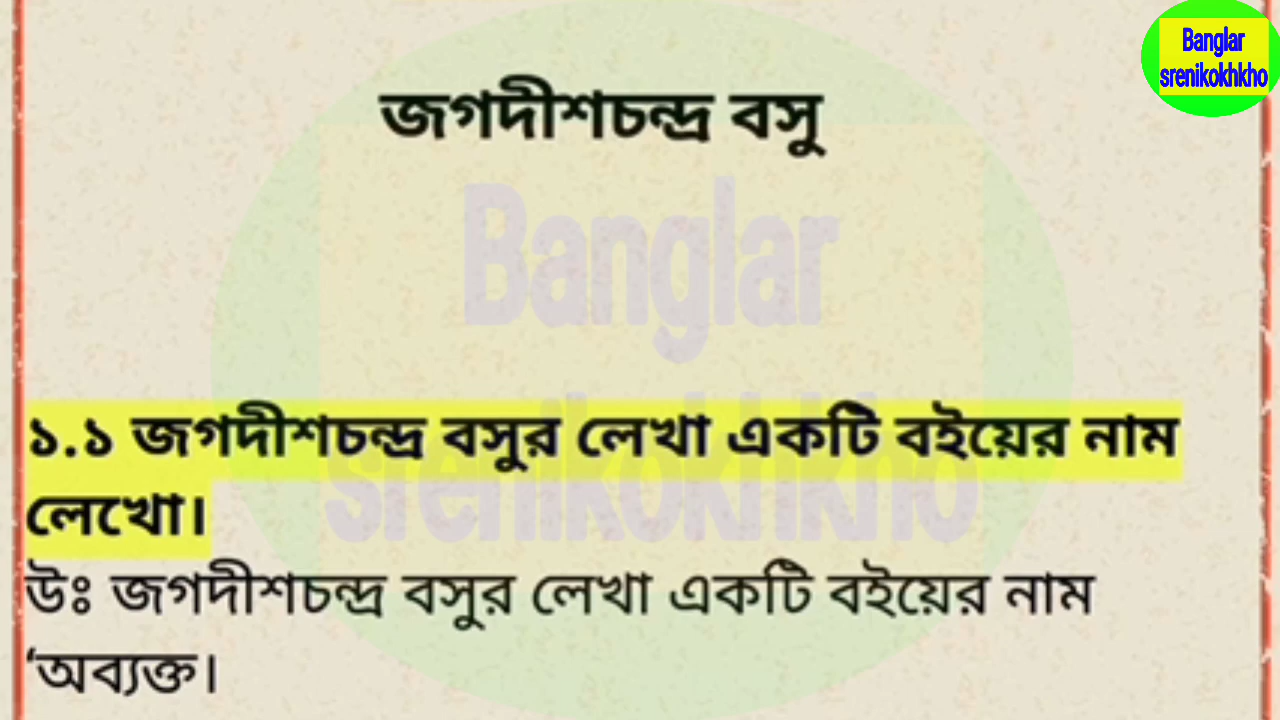 Banglar
srenikokhkho
জগদীশচন্দ্র বসু
Banglar
srenikokhkho
১.১ জগদীশচন্দ্র বসুর লেখা একটি বইয়ের নাম
লেখো।
উঃ জগদীশচন্দ্র বসুর লেখা একটি বইয়ের নাম
‘অব্যক্ত।